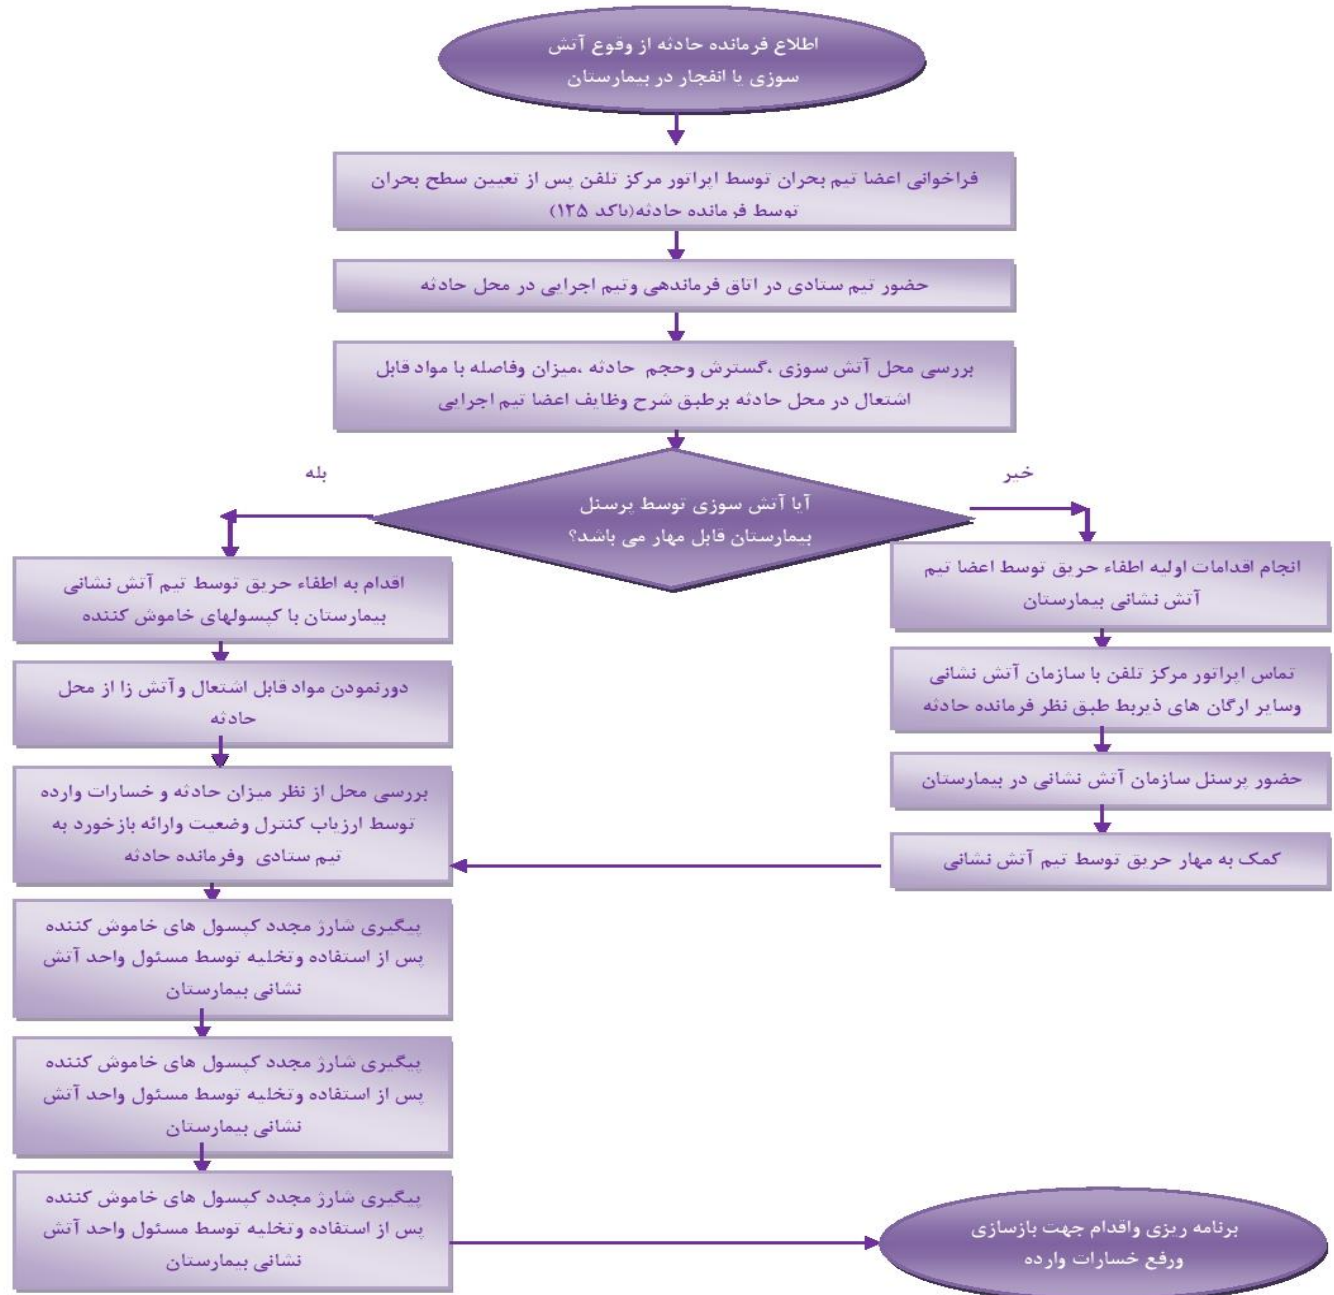 اطلاع فرمانده حادثه از وقوع آتش
سوزی یا انفجار در بیمارستان
فراخوانی اعضا تیم بحران توسط اپراتور مرکز تلفن پس از تعیین سطح بحران
توسط فرمانده حادثه(باکد ۱۲۵)
حضور تیم ستادی در اتاق فرماندهی وتیم اجرایی در محل حادثه
بررسی محل آتش سوزی ،گسترش وحجم حادثه ،میزان وفاصله با مواد قابل
اشتعال در محل حادثه برطبق شرح وظایف اعضا تیم اجرایی
آیا آتش سوزی توسط پرسنل
بیمارستان قابل مهار می باشد؟
خیر
انجام اقدامات اولیه اطفاء حریق توسط اعضا تیم
آتش نشانی بیمارستان
تماس اپراتور مرکز تلفن با سازمان آتش نشانی
وسایر ارگان های ذیربط طبق نظر فرمانده حادثه
حضور پرسنل سازمان آتش نشانی در بیمارستان
کمک به مهار حریق توسط تیم آتش نشانی
بله
اقدام به اطفاء حریق توسط تیم آتش نشانی
بیمارستان با کپسولهای خاموش کننده
دورنمودن مواد قابل اشتعال وآتش زا از محل
حادثه
بررسی محل از نظر میزان حادثه و خسارات وارده
توسط ارزیاب کنترل وضعیت وارائه بازخورد به
تیم ستادی وفرمانده حادثه
پیگیری شارژ مجدد کپسول های خاموش کننده
پس از استفاده وتخلیه توسط مسئول واحد آتش
نشانی بیمارستان
پیگیری شارژ مجدد کپسول های خاموش کننده
پس از استفاده وتخلیه توسط مسئول واحد آتش
نشانی بیمارستان
پیگیری شارژ مجدد کپسول های خاموش کننده
پس از استفاده وتخلیه توسط مسئول واحد آتش
نشانی بیمارستان
برنامه ریزی واقدام جهت بازسازی
ورفع خسارات وارده